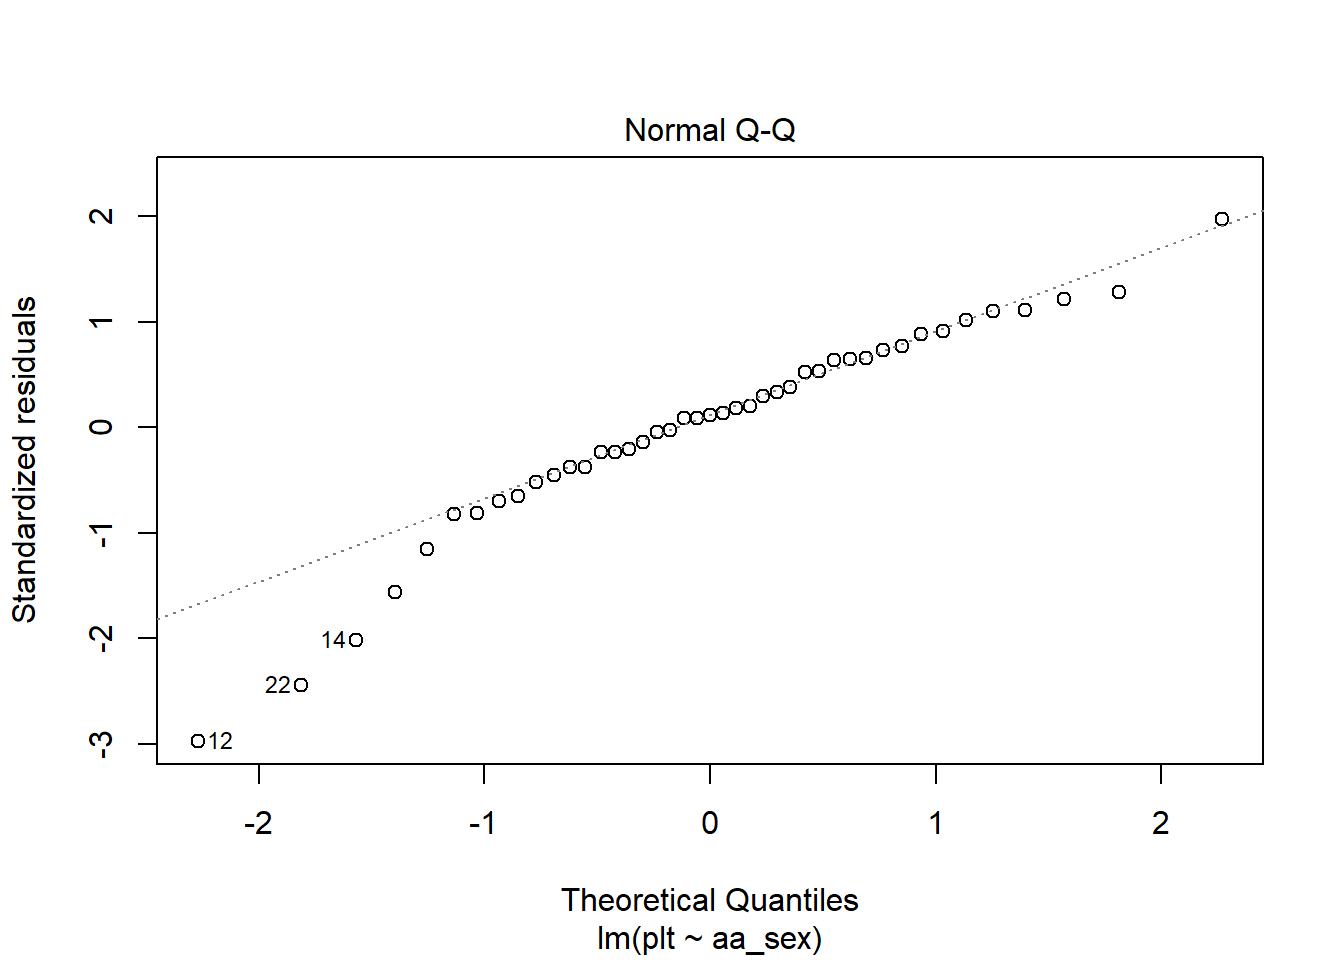 Normal Q-Q
Standardized residuals
2
1
0
-1
-2
-3
14
22
12
-2 -1 0 1 2
Theoretical Quantiles
lm(plt ~ aa_sex)